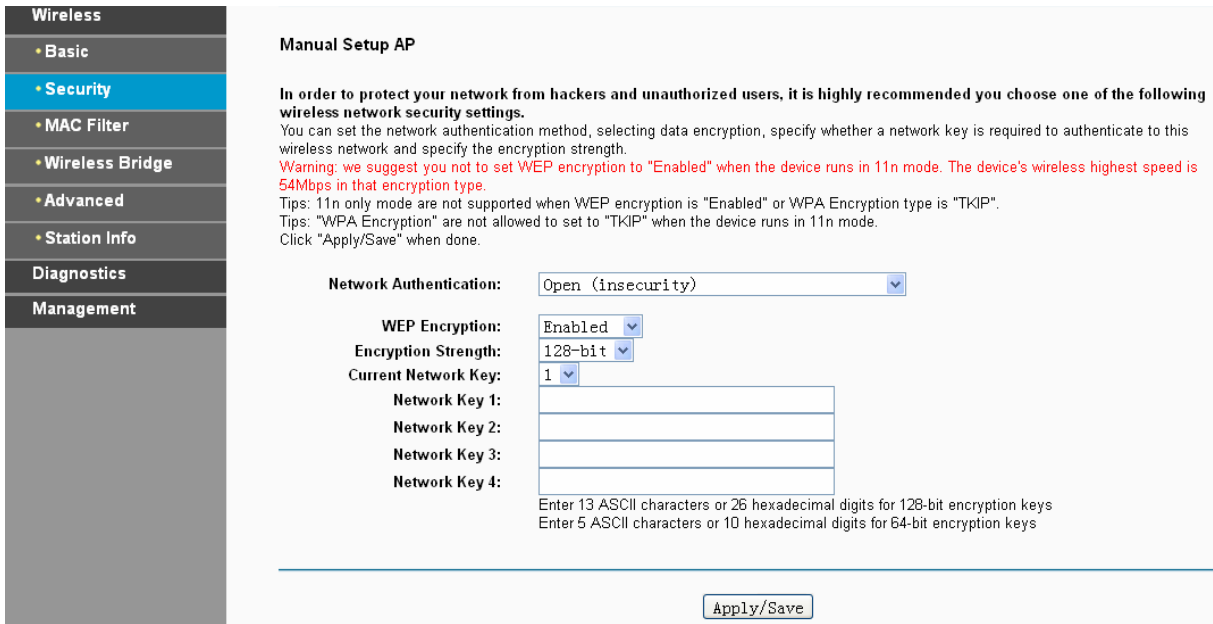 Wireless
• Basic
• Security
• MAC Filter
• Wireless Bridge
• Advanced
• Station Info
Diagnostics
Management
Manual Setup AP
In order to protect your network from hackers and unauthorized users, it is highly recommended you choose one of the following
wireless network security settings.
You can set the network authentication method, selecting data encryption, specify whether a network key is required to authenticate to this
wireless network and specify the encryption strength.
Warning: we suggest you not to set WEP encryption to "Enabled" when the device runs in 11n mode. The device's wireless highest speed is
54Mbps in that encryption type.
Tips: 11n only mode are not supported when WEP encryption is "Enabled" or WPA Encryption type is "TKIP".
Tips: "WPA Encryption" are not allowed to set to "TKIP" when the device runs in 11n mode.
Click "Apply/Save" when done.
Network Authentication: Open (insecurity)
WEP Encryption: Enabled
Encryption Strength: 128-bit
Current Network Key: 1
Network Key 1:
Network Key 2:
Network Key 3:
Network Key 4:
Enter 13 ASCII characters or 26 hexadecimal digits for 128-bit encryption keys
Enter 5 ASCII characters or 10 hexadecimal digits for 64-bit encryption keys
Apply/Save